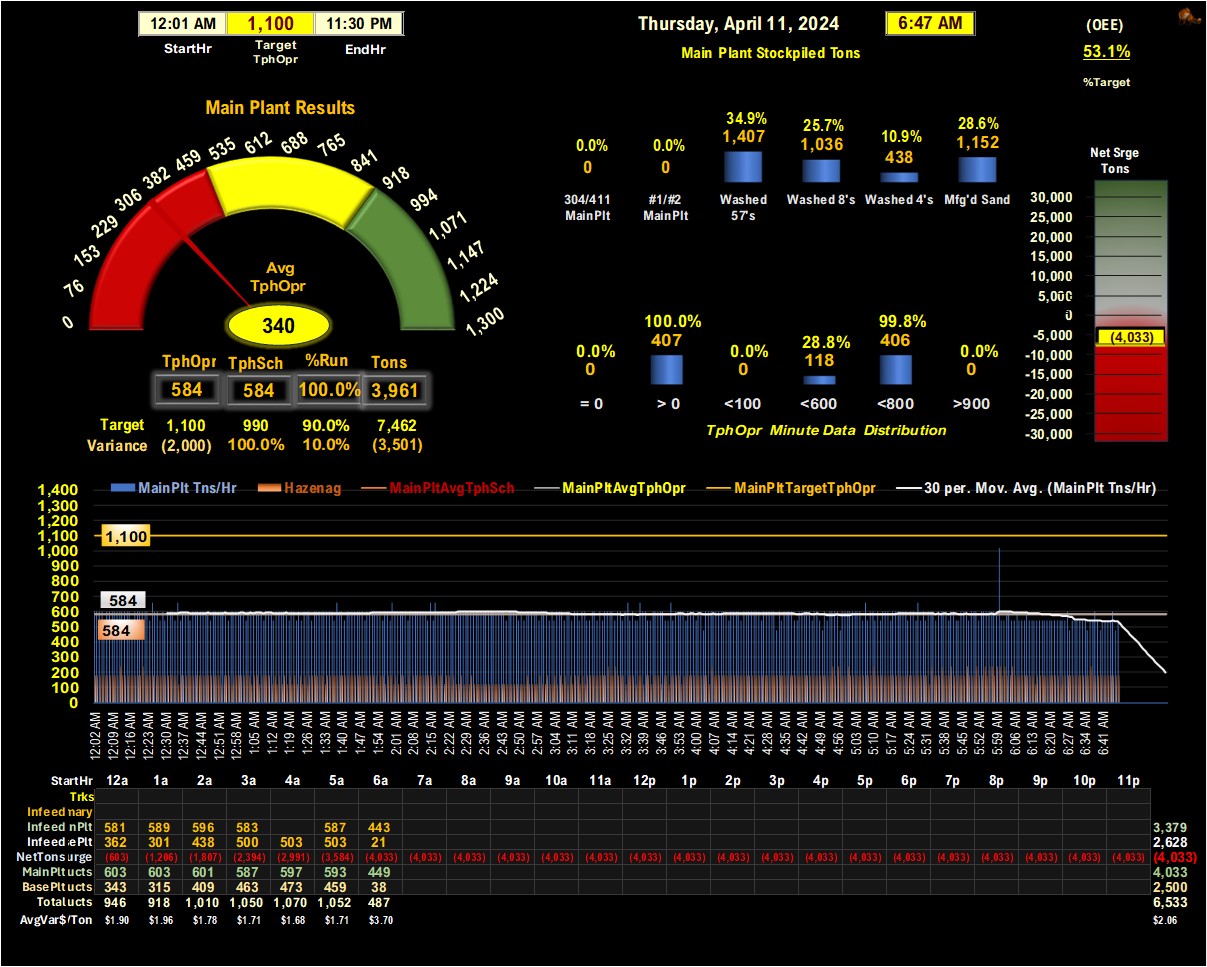 12:01 AM 1,100 11:30 PM
StartHr Target TphOpr EndHr
Thursday, April 11, 2024 6:47 AM
Main Plant Stockpiled Tons
(OEE)
53.1%
%Target
Main Plant Results
0 76 153 229 306 382 459 535 612 688 765 841 918 994 1,071 1,147 1,224 1,300
Avg
TphOpr
340
TphOpr TphSch %Run Tons
584 584 100.0% 3,961
Target 1,100 990 90.0% 7,462
Variance (2,000) 100.0% 10.0% (3,501)
0.0% 0.0% 34.9% 25.7% 10.9% 28.6%
0 0 1,407 1,036 438 1,152
304/411 MainPlt #1/#2 MainPlt Washed 57's Washed 8's Washed 4's Mfg'd Sand
0.0% 100.0% 0.0% 28.8% 99.8% 0.0%
0 407 0 118 406 0
= 0 > 0 <100 <600 <800 >900
TphOpr Minute Data Distribution
Net Srge
Tons
30,000
25,000
20,000
15,000
10,000
5,000
0
-5,000
-10,000
-15,000
-20,000
-25,000
-30,000
(4,033)
MainPlt Tns/Hr Hazenag MainPltAvgTphSch MainPltAvgTphOpr MainPltTargetTphOpr 30 per. Mov. Avg. (MainPlt Tns/Hr)
1,400
1,300
1,200
1,100
1,000
900
800
700
600
500
400
300
200
100
0
1,100
584
584
12:02 AM 12:09 AM 12:16 AM 12:23 AM 12:30 AM 12:37 AM 12:44 AM 12:51 AM 12:58 AM 1:05 AM 1:12 AM 1:19 AM 1:26 AM 1:33 AM 1:40 AM 1:47 AM 1:54 AM 2:01 AM 2:08 AM 2:15 AM 2:22 AM 2:29 AM 2:36 AM 2:43 AM 2:50 AM 2:57 AM 3:04 AM 3:11 AM 3:18 AM 3:25 AM 3:32 AM 3:39 AM 3:46 AM 3:53 AM 4:00 AM 4:07 AM 4:14 AM 4:21 AM 4:28 AM 4:35 AM 4:42 AM 4:49 AM 4:56 AM 5:03 AM 5:10 AM 5:17 AM 5:24 AM 5:31 AM 5:38 AM 5:45 AM 5:52 AM 5:59 AM 6:06 AM 6:13 AM 6:20 AM 6:27 AM 6:34 AM 6:41 AM
StartHr 12a 1a 2a 3a 4a 5a 6a 7a 8a 9a 10a 11a 12p 1p 2p 3p 4p 5p 6p 7p 8p 9p 10p 11p
Trks
Infeed mary
Infeed nPlt 581 589 596 583 587 443 3,379
Infeed ePlt 362 301 438 500 503 503 21 2,628
NetTons urge (603) (1,206) (1,807) (2,394) (2,991) (3,584) (4,033) (4,033) (4,033) (4,033) (4,033) (4,033) (4,033) (4,033) (4,033) (4,033) (4,033) (4,033) (4,033) (4,033) (4,033) (4,033) (4,033) (4,033) (4,033)
MainPlt ucts 603 603 601 587 597 593 449 4,033
BasePlt ucts 343 315 409 463 473 459 38 2,500
Total ucts 946 918 1,010 1,050 1,070 1,052 487 6,533
AvgVar$/Ton $1.90 $1.96 $1.78 $1.71 $1.68 $1.71 $3.70 $2.06